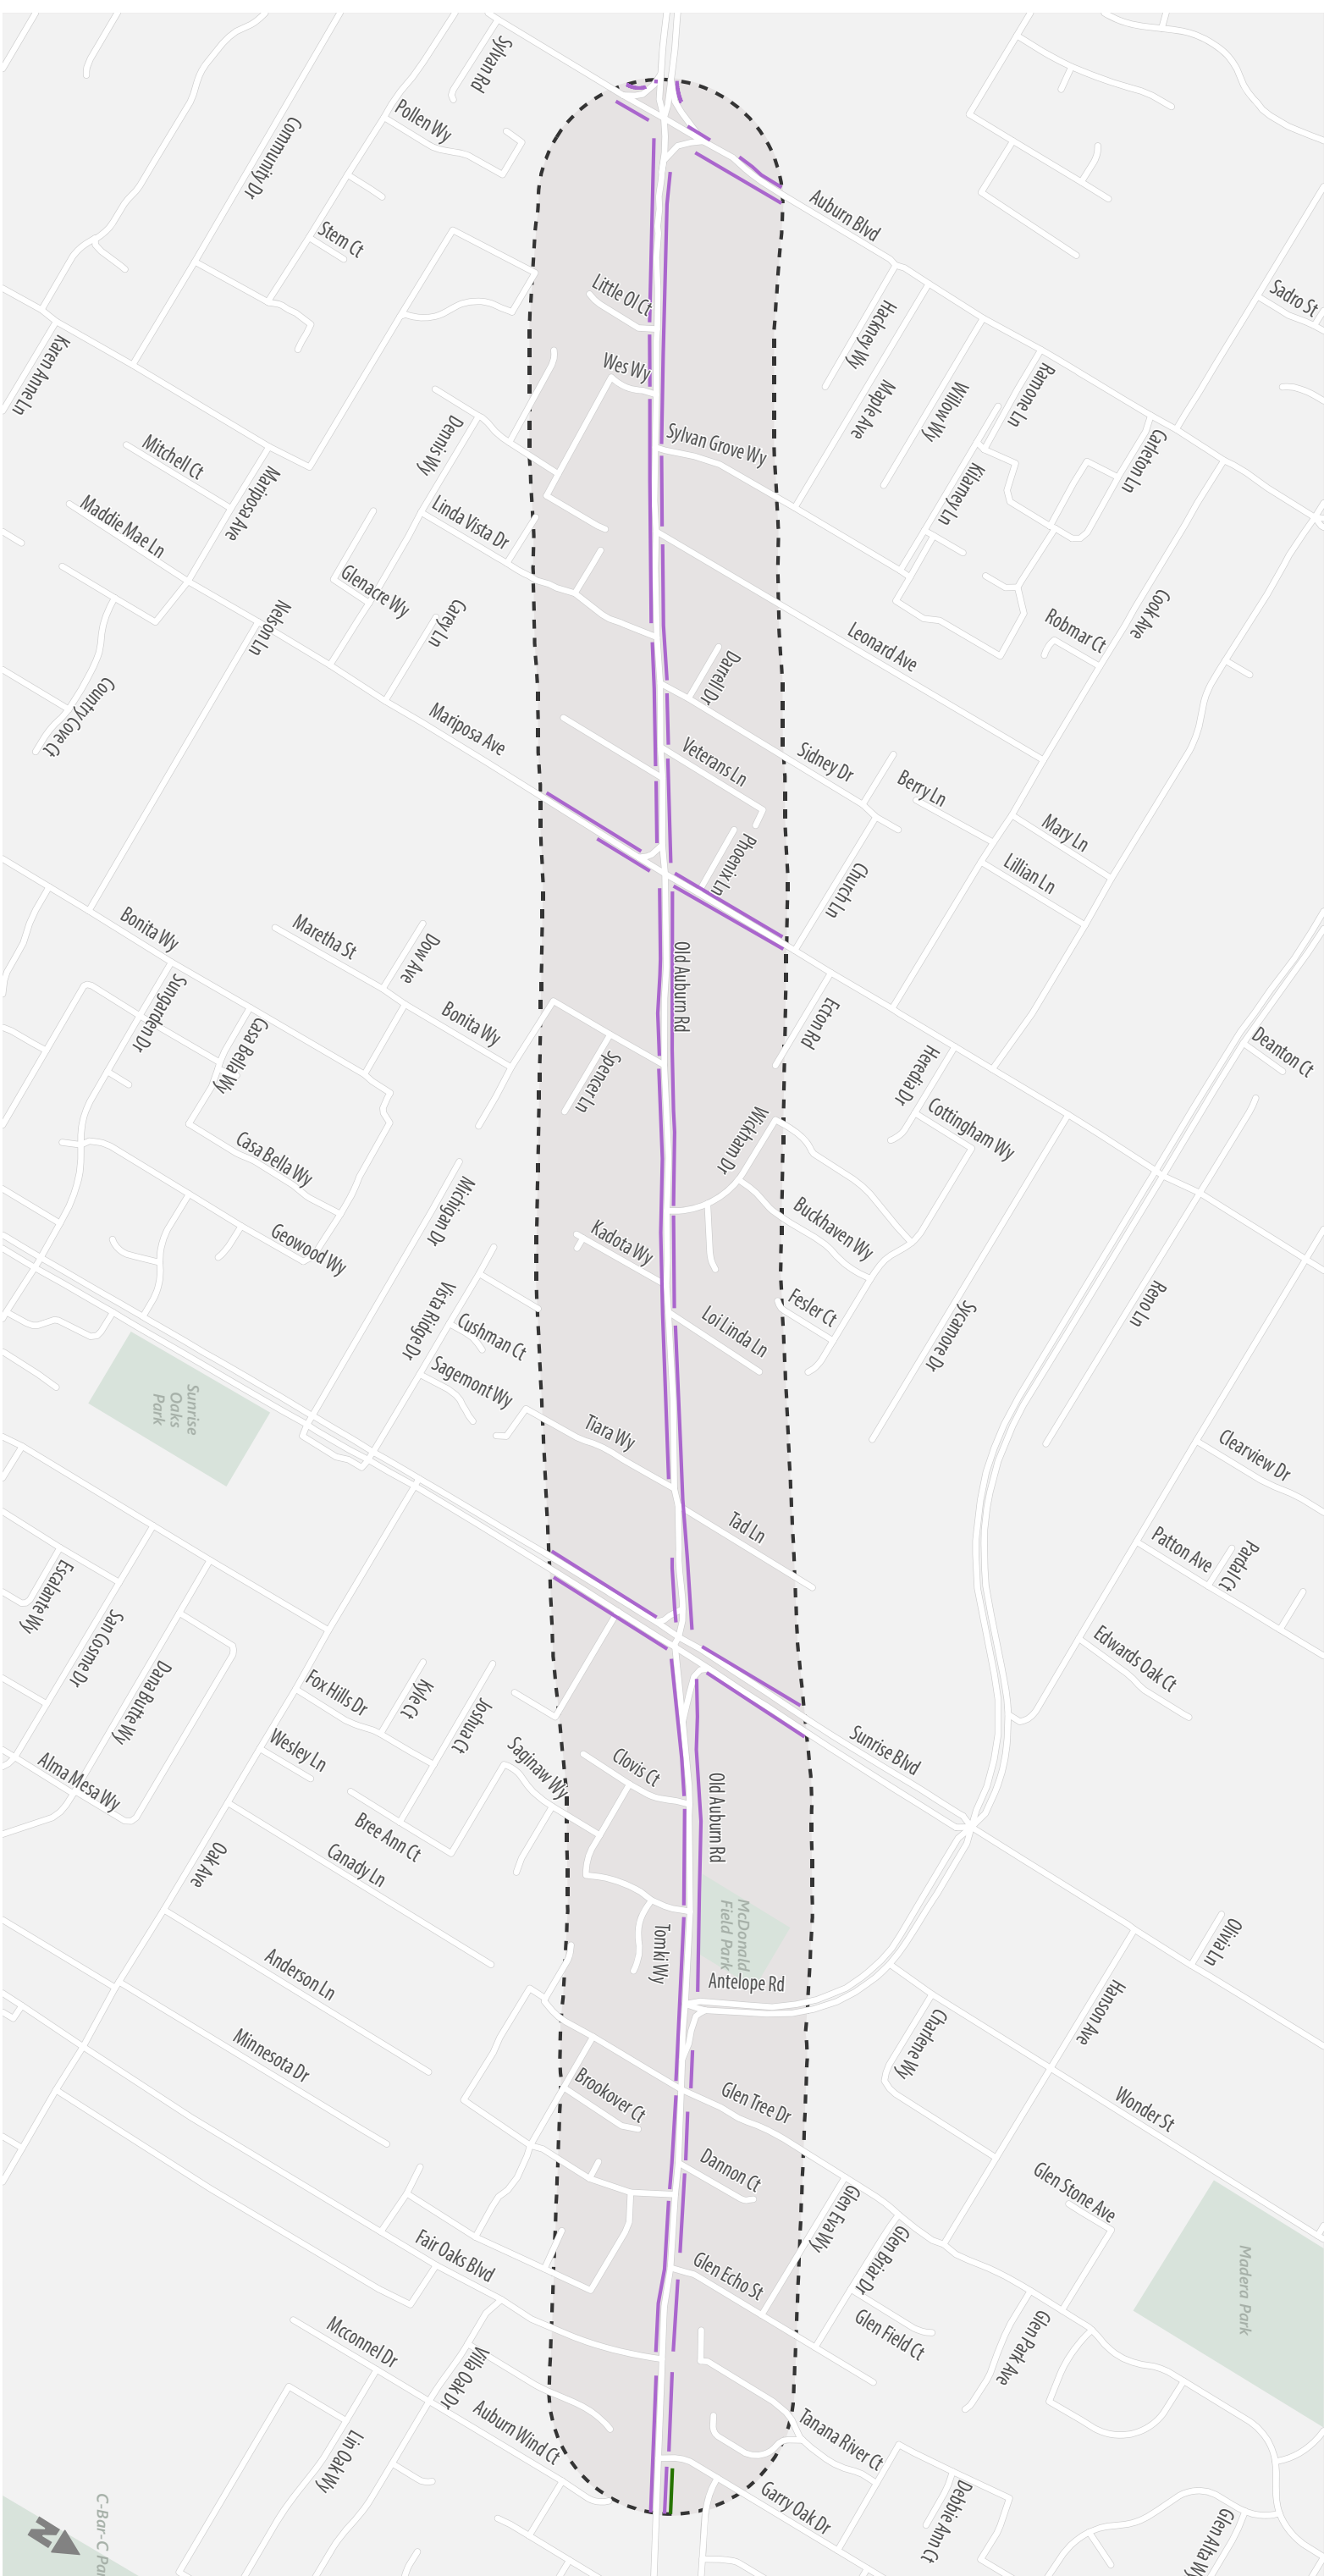 Sylvan Rd
Pollen Wy
Community Dr
Stem Ct
Auburn Blvd
Little Ol Ct
Sadro St
Hackney Wy
Karen Anne Ln
Wes Wy
Ramone Ln
Maple Ave
Willow Wy
Dennis Wy
Sylvan Grove Wy
Carleton Ln
Mitchell Ct
Mariposa Ave
Kilarney Ln
Maddie Mae Ln
Linda Vista Dr
Glenacre Wy
Carey Ln
Nelson Ln
Cook Ave
Robmar Ct
Leonard Ave
Darrell Dr
Country Cove Ct
Mariposa Ave
Veterans Ln
Sidney Dr
Berry Ln
Mary Ln
Phoenix Ln
Lillian Ln
Church Ln
Bonita Wy
Maretha St
Dow Ave
Old Auburn Rd
Sungarden Dr
Bonita Wy
Ecton Rd
Casa Bella Wy
Spencer Ln
Heredia Dr
Deanton Ct
Cottingham Wy
Wickham Dr
Casa Bella Wy
Michigan Dr
Geowood Wy
Kadota Wy
Buckhaven Wy
Vista Ridge Dr
Cushman Ct
Loi Linda Ln
Fesler Ct
Sycamore Dr
Reno Ln
Sunrise
Oaks
Park
Sagemont Wy
Tiara Wy
Clearview Dr
Tad Ln
Patton Ave
Pardal Ct
Escalante Wy
San Cosme Dr
Dana Butte Wy
Edwards Oak Ct
Fox Hills Dr
Kyle Ct
Joshua Ct
Wesley Ln
Saginaw Wy
Clovis Ct
Sunrise Blvd
Alma Mesa Wy
Old Auburn Rd
Bree Ann Ct
Oak Ave
Canady Ln
McDonald
Field Park
Olivia Ln
Tomki Wy
Anderson Ln
Antelope Rd
Hanson Ave
Charlene Wy
Minnesota Dr
Brookover Ct
Glen Tree Dr
Wonder St
Dannon Ct
Glen Stone Ave
Glen Eva Wy
Fair Oaks Blvd
Glen Briar Dr
Glen Echo St
Madera Park
Glen Field Ct
Glen Park Ave
Mcconnel Dr
Villa Oak Dr
Auburn Wind Ct
Tanana River Ct
Lin Oak Wy
Garry Oak Dr
Debbie Ann Ct
Glen Alta Wy
C-Bar-C Par
N